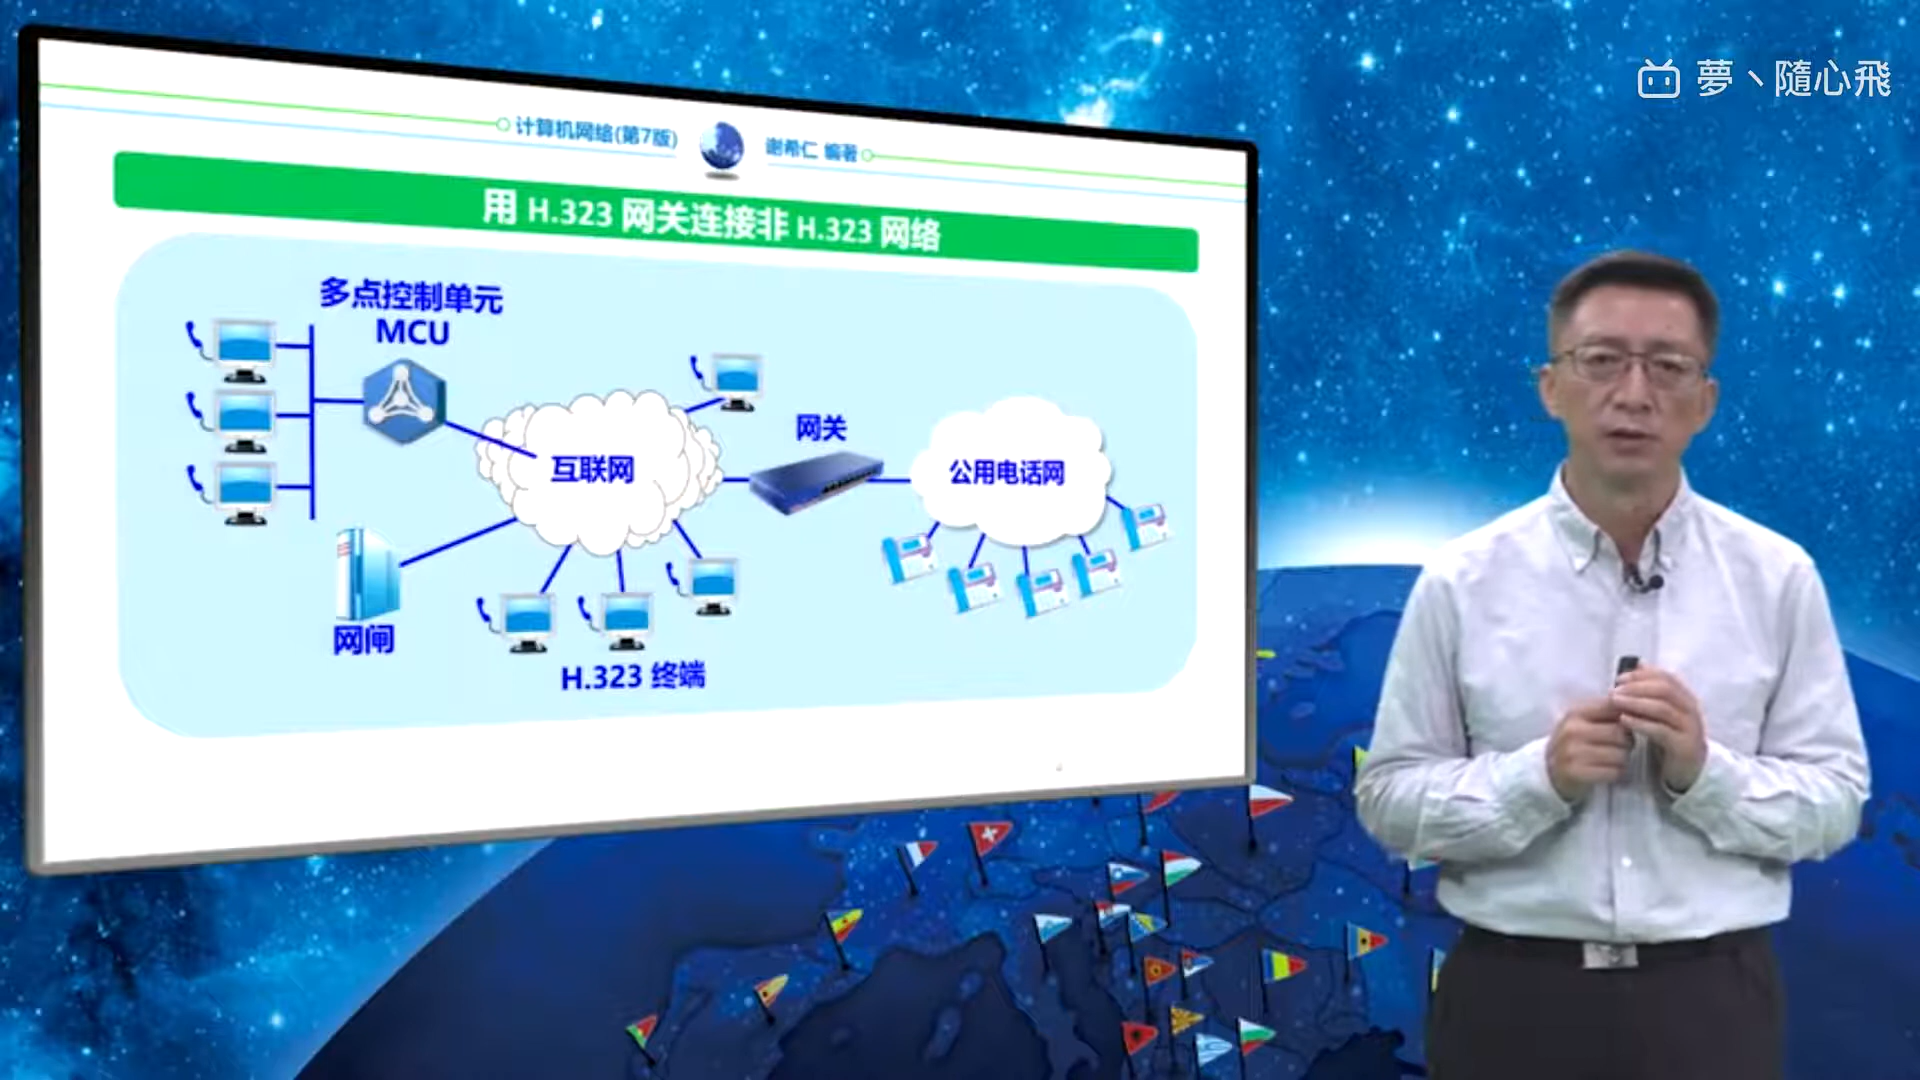 夢丶隨心飛
计算机网络(第7版)
谢希仁 编著
用 H.323 网关连接非 H.323 网络
多点控制单元
MCU
网关
互联网
公用电话网
网闸
H.323 终端